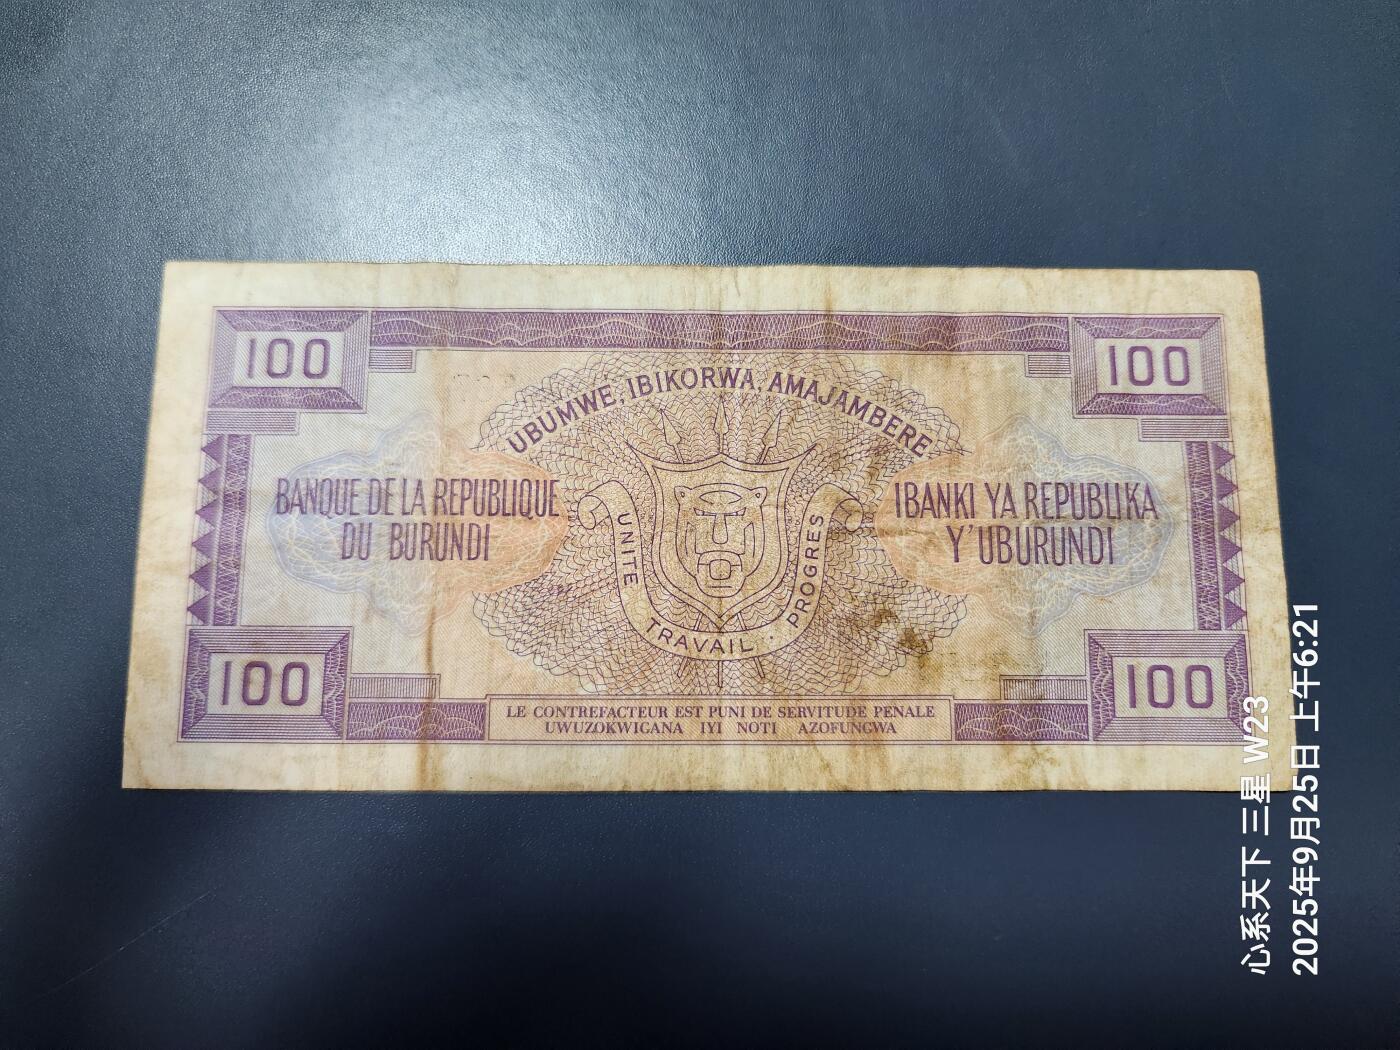 100
100
UBUMWE, IBIKORWA, AMAJAMBERE
BANQUE DE LA REPUBLIQUE
DU BURUNDI
IBANKI YA REPUBLIKA
Y'UBURUNDI
UNITE · TRAVAIL · PROGRES
100
100
LE CONTREFACTEUR EST PUNI DE SERVITUDE PENALE
UWUZOKWIGANA IYI NOTI AZOFUNGWA
心系天下 三星 W23
2025年9月25日 上午6:21